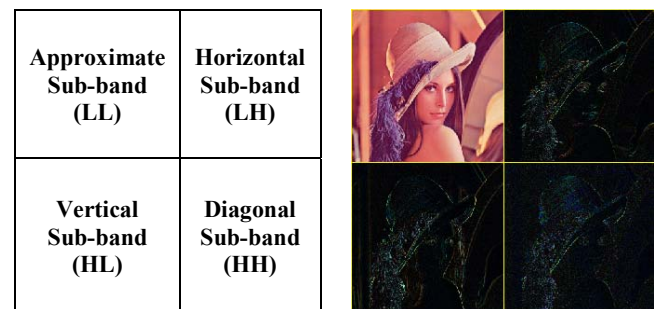 Approximate
Sub-band
(LL)
Horizontal
Sub-band
(LH)
Vertical
Sub-band
(HL)
Diagonal
Sub-band
(HH)